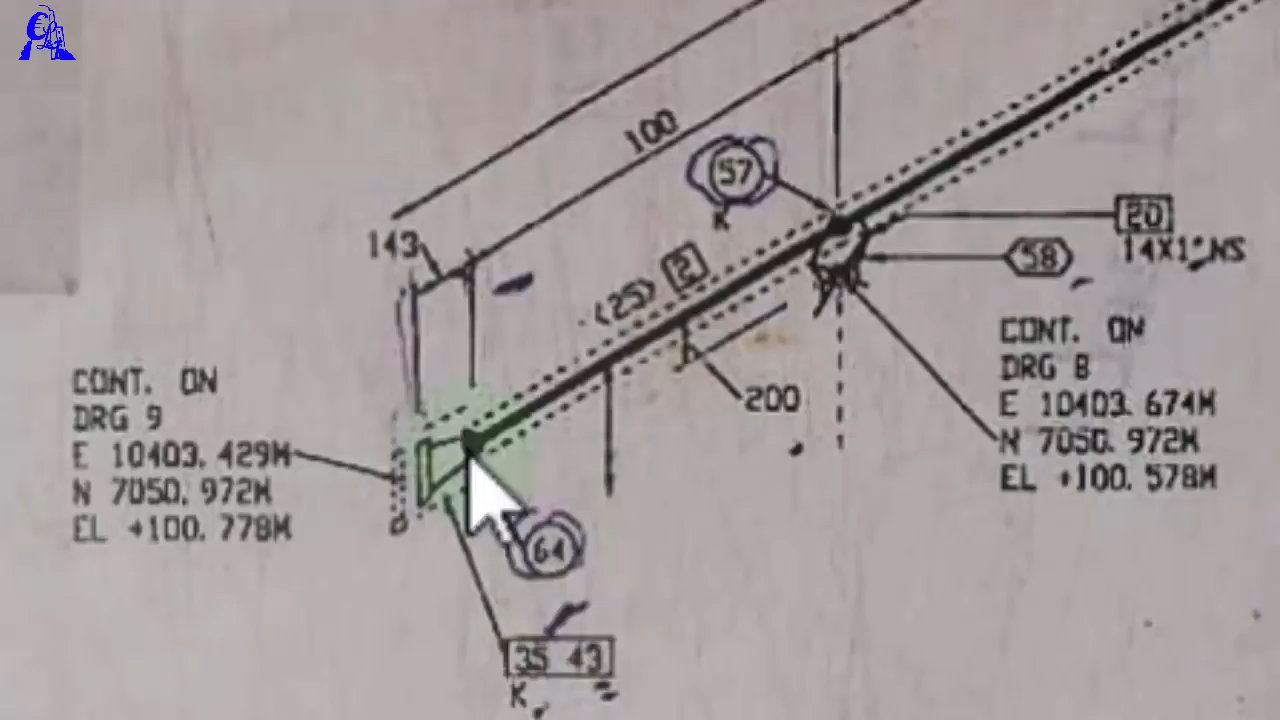 100
57
K
143
20
14X1" NS
58
<25> 2
CONT. ON
DRG 8
E 10403.674M
N 7050.972M
EL +100.578M
CONT. ON
DRG 9
E 10403.429M
N 7050.972M
EL +100.778M
200
64
35 43
K